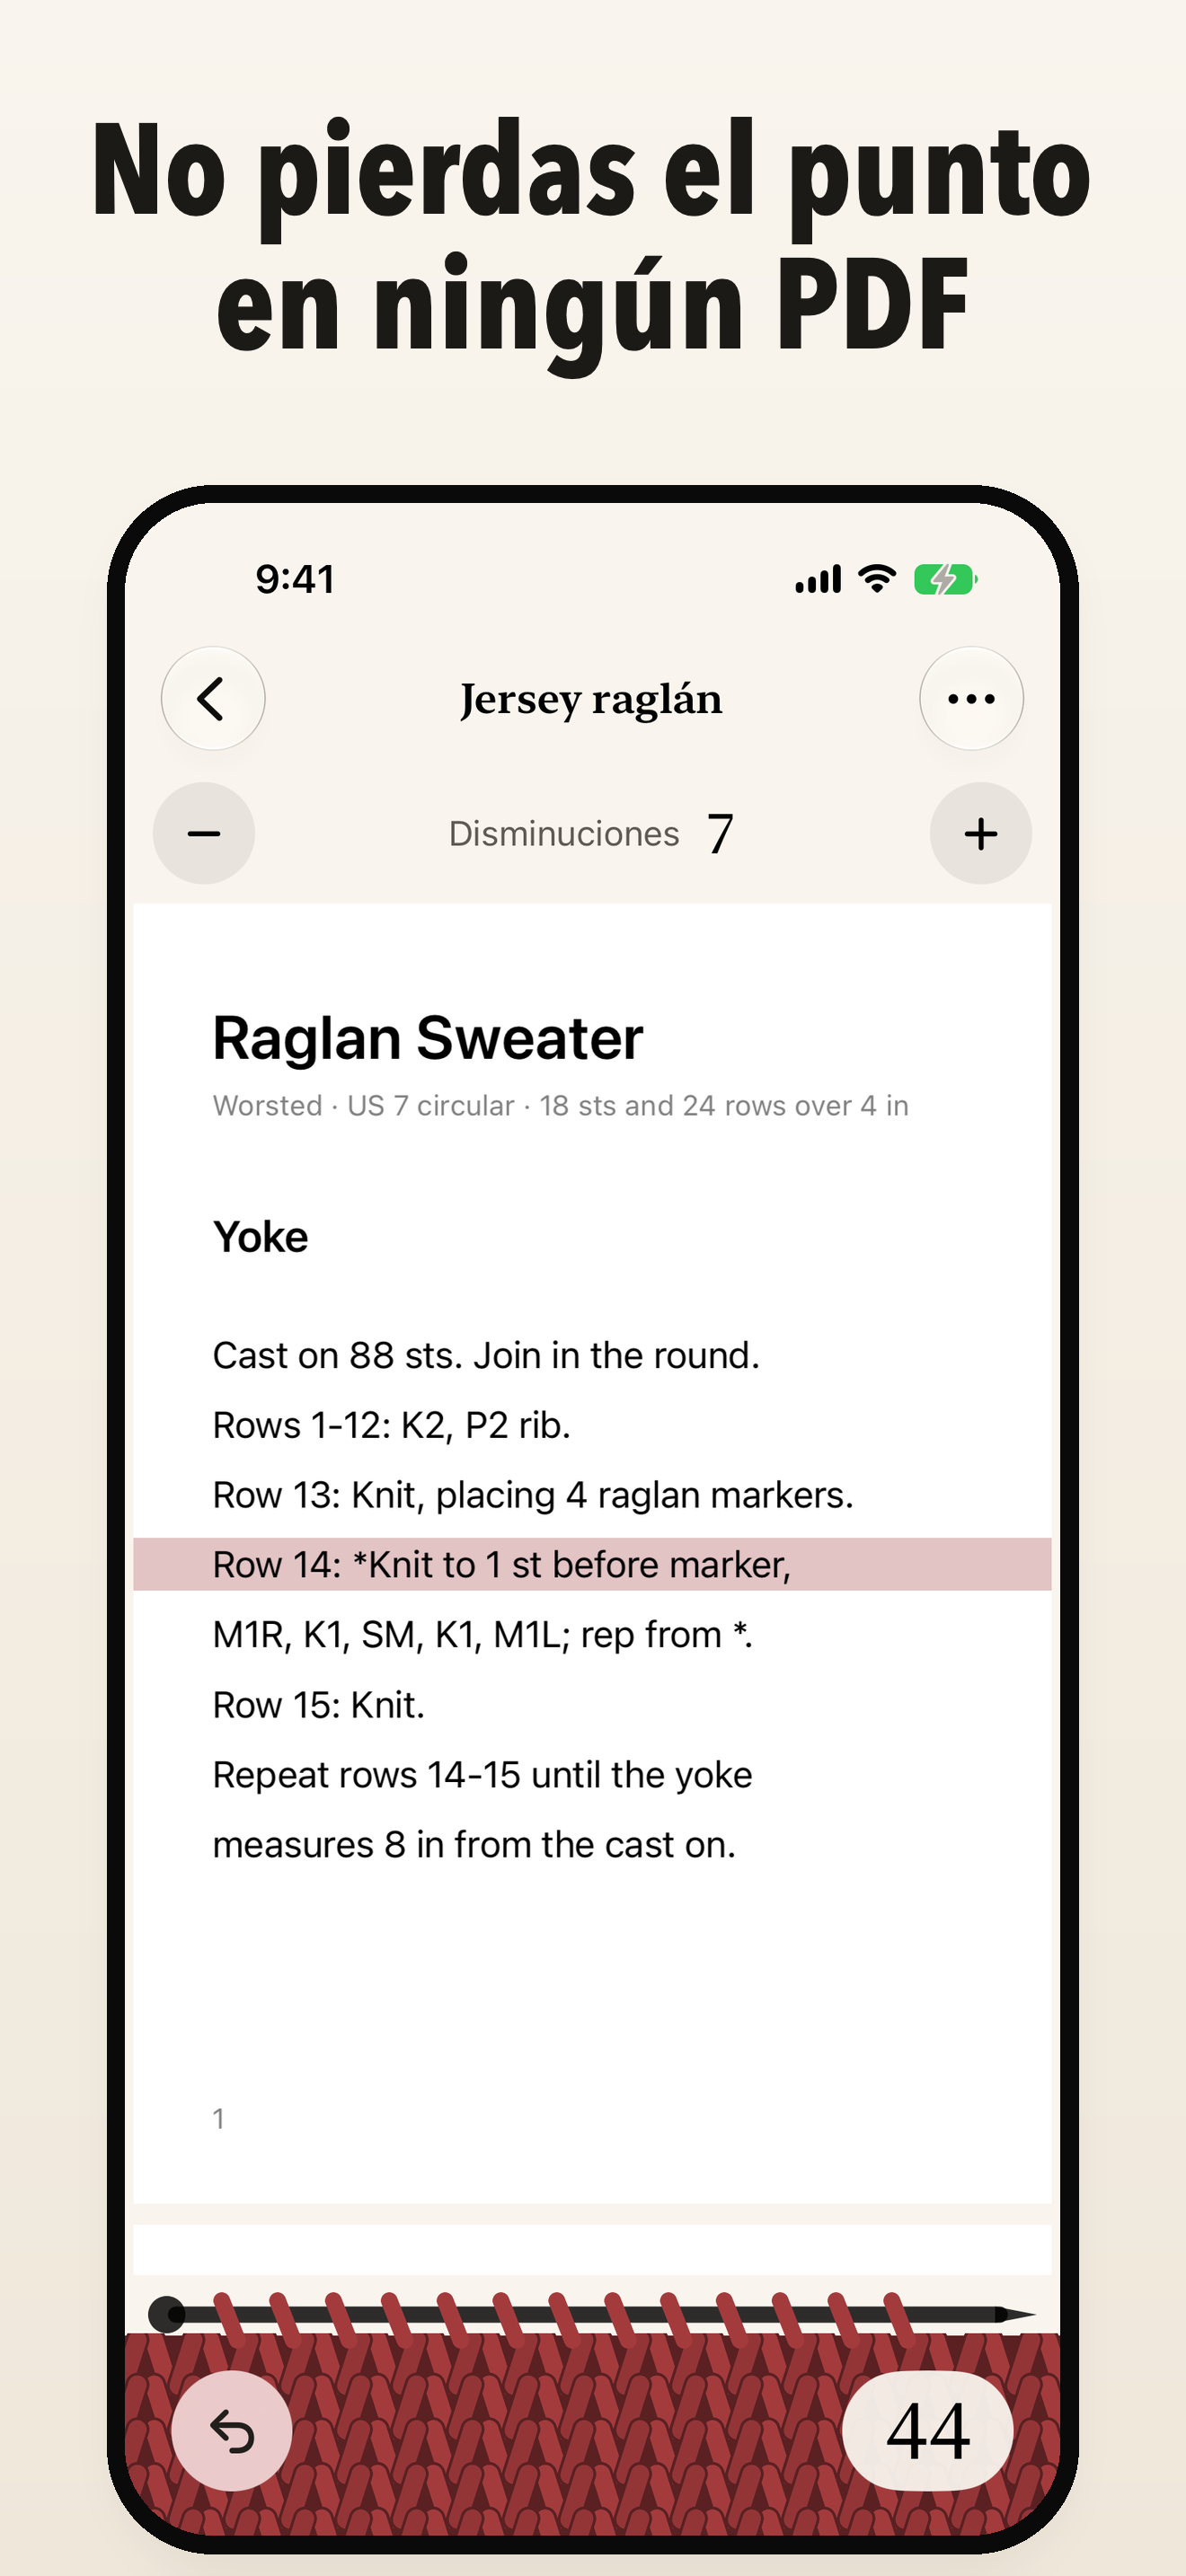 No pierdas el punto
en ningún PDF
9:41
Jersey raglán
Disminuciones 7
Raglan Sweater
Worsted · US 7 circular · 18 sts and 24 rows over 4 in
Yoke
Cast on 88 sts. Join in the round.
Rows 1-12: K2, P2 rib.
Row 13: Knit, placing 4 raglan markers.
Row 14: *Knit to 1 st before marker,
M1R, K1, SM, K1, M1L; rep from *.
Row 15: Knit.
Repeat rows 14-15 until the yoke
measures 8 in from the cast on.
1
44